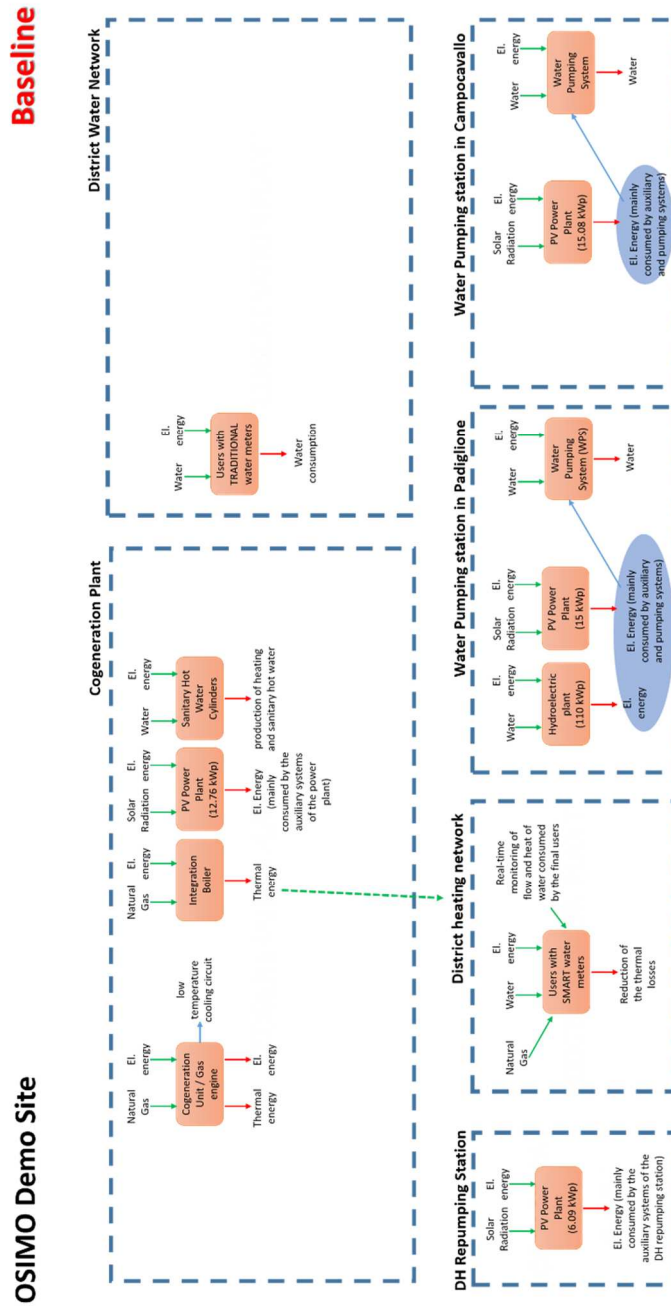 OSIMO Demo Site
Baseline
Cogeneration Plant
Natural
Gas
El.
energy
Cogeneration
Unit / Gas
engine
low
temperature
cooling circuit
Thermal
energy
El.
energy
Natural
Gas
El.
energy
Integration
Boiler
Thermal
energy
Solar
Radiation
El.
energy
PV Power
Plant
(12.76 kWp)
El. Energy
(mainly
consumed by the
auxiliary systems
of the power
plant)
Water
El.
energy
Sanitary Hot
Water
Cylinders
production of heating
and sanitary hot water
District Water Network
Water
El.
energy
Users with
TRADITIONAL
water meters
Water
consumption
DH Repumping Station
Solar
Radiation
El.
energy
PV Power
Plant
(6.09 kWp)
El. Energy (mainly
consumed by the
auxiliary systems of the
DH repumping station)
District heating network
Natural
Gas
Water
El.
energy
Real-time
monitoring of
flow and heat of
water consumed
by the final users
Users with
SMART water
meters
Reduction of
the thermal
losses
Water Pumping station in Padiglione
Water
El.
energy
Hydroelectric
plant
(110 kWp)
El.
energy
Solar
Radiation
El.
energy
PV Power
Plant
(15 kWp)
El. Energy (mainly
consumed by auxiliary
and pumping systems)
Water
El.
energy
Water
Pumping
System (WPS)
Water
Water Pumping station in Campocavallo
Solar
Radiation
El.
energy
PV Power
Plant
(15.08 kWp)
El. Energy (mainly
consumed by auxiliary
and pumping systems)
Water
El.
energy
Water
Pumping
System
Water